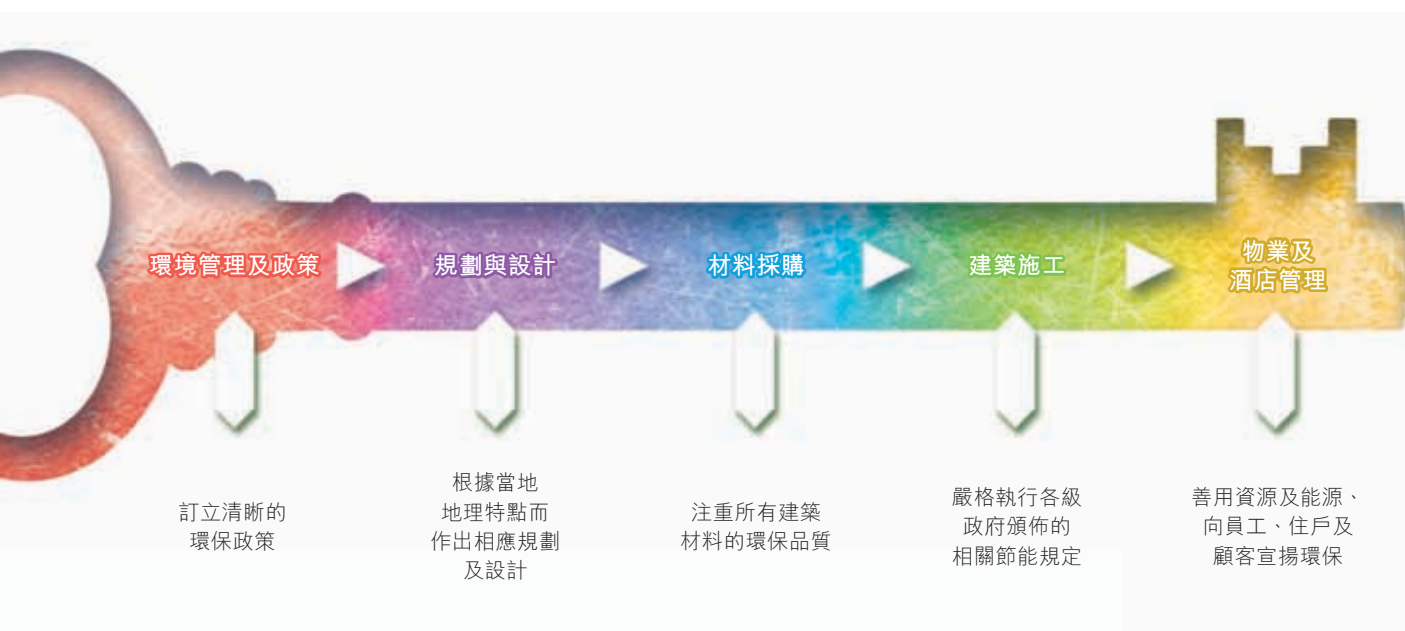 環境管理及政策
規劃與設計
材料採購
建築施工
物業及
酒店管理
訂立清晰的
環保政策
根據當地
地理特點而
作出相應規劃
及設計
注重所有建築
材料的環保品質
嚴格執行各級
政府頒佈的
相關節能規定
善用資源及能源、
向員工、住戶及
顧客宣揚環保